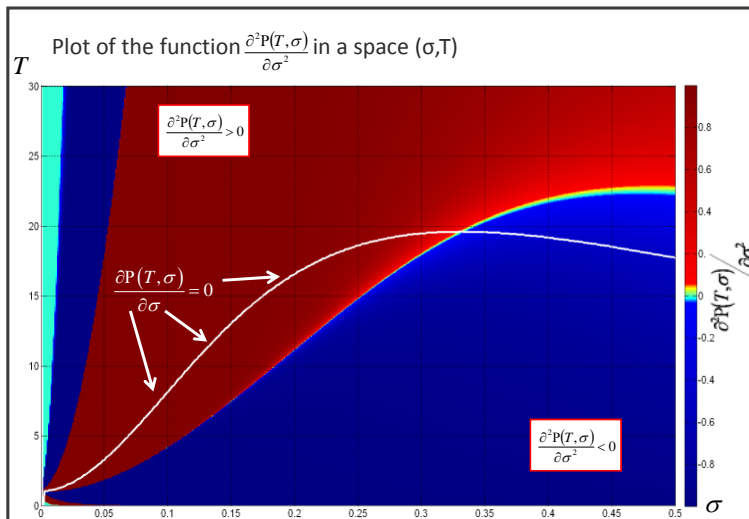 Plot of the function ∂²P(T,σ)/∂σ² in a space (σ,T)
T
30
25
20
15
10
5
0
∂²P(T,σ)/∂σ² > 0
∂P(T,σ)/∂σ = 0
∂²P(T,σ)/∂σ² < 0
0 0.05 0.1 0.15 0.2 0.25 0.3 0.35 0.4 0.45 0.5
σ
0.8
0.6
0.4
0.
0
-0.2
-0.4
-0.6
-0.8
∂²P(T,σ)/∂σ²